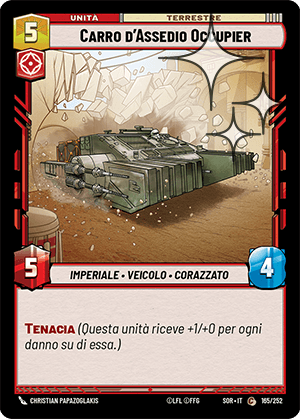 5
UNITÀ
TERRESTRE
CARRO D'ASSEDIO OCCUPIER
5
4
IMPERIALE • VEICOLO • CORAZZATO
TENACIA (Questa unità riceve +1/+0 per ogni
danno su di essa.)
CHRISTIAN PAPAZOGLAKIS
©LFL ©FFG
SOR • IT
C
165/252